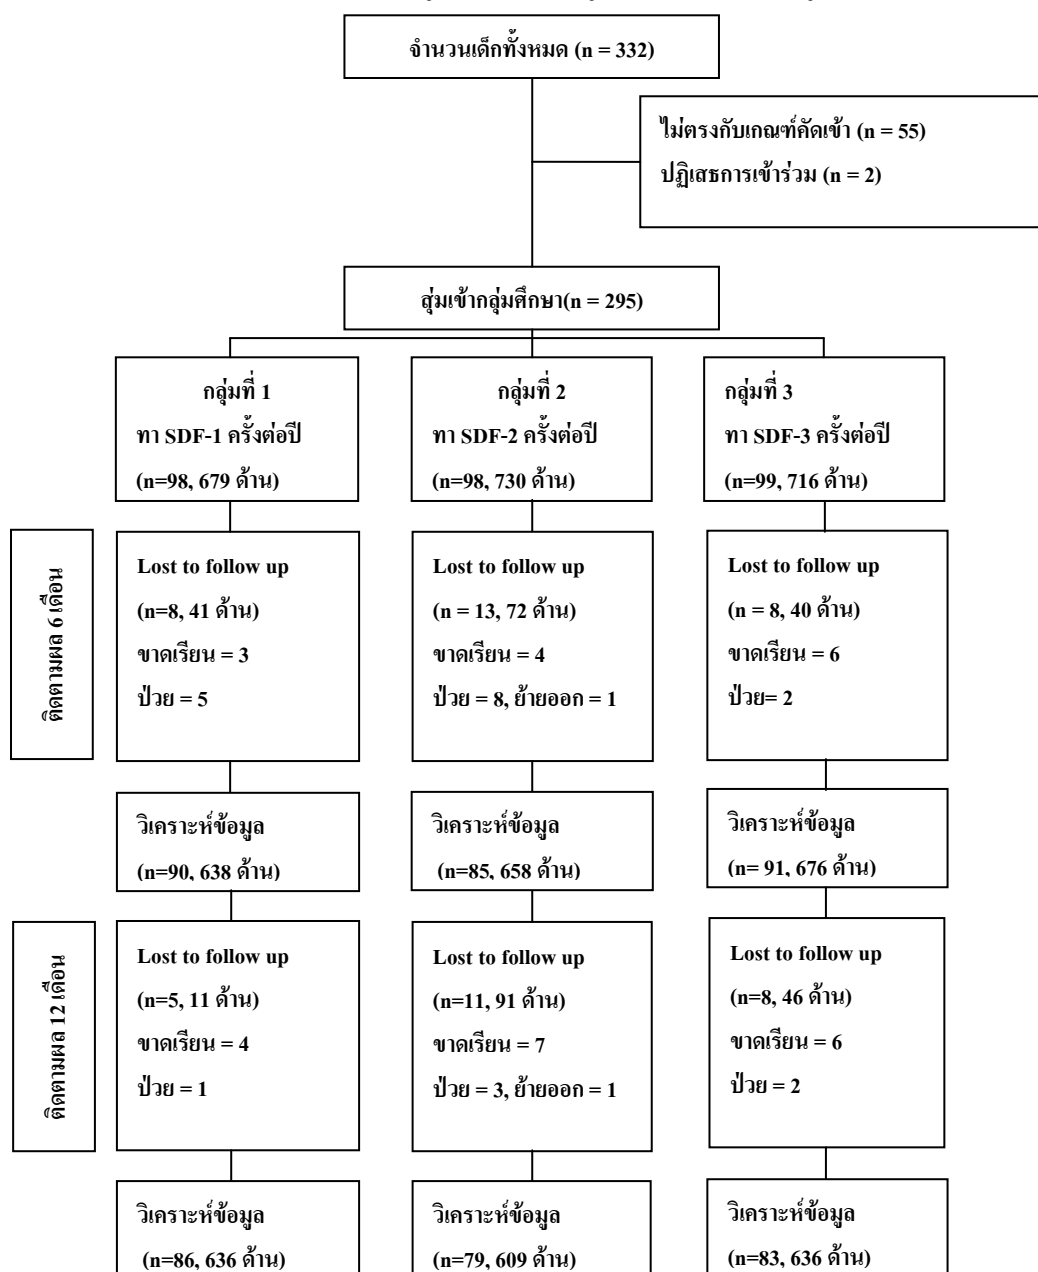 จำนวนเด็กทั้งหมด (n = 332)
ไม่ตรงกับเกณฑ์คัดเข้า (n = 55)
ปฏิเสธการเข้าร่วม (n = 2)
สุ่มเข้ากลุ่มศึกษา(n = 295)
กลุ่มที่ 1
ทา SDF-1 ครั้งต่อปี
(n=98, 679 ด้าน)
กลุ่มที่ 2
ทา SDF-2 ครั้งต่อปี
(n=98, 730 ด้าน)
กลุ่มที่ 3
ทา SDF-3 ครั้งต่อปี
(n=99, 716 ด้าน)
ติดตามผล 6 เดือน
Lost to follow up
(n=8, 41 ด้าน)
ขาดเรียน = 3
ป่วย = 5
Lost to follow up
(n = 13, 72 ด้าน)
ขาดเรียน = 4
ป่วย = 8, ย้ายออก = 1
Lost to follow up
(n = 8, 40 ด้าน)
ขาดเรียน = 6
ป่วย= 2
วิเคราะห์ข้อมูล
(n=90, 638 ด้าน)
วิเคราะห์ข้อมูล
(n=85, 658 ด้าน)
วิเคราะห์ข้อมูล
(n= 91, 676 ด้าน)
ติดตามผล 12 เดือน
Lost to follow up
(n=5, 11 ด้าน)
ขาดเรียน = 4
ป่วย = 1
Lost to follow up
(n=11, 91 ด้าน)
ขาดเรียน = 7
ป่วย = 3, ย้ายออก = 1
Lost to follow up
(n=8, 46 ด้าน)
ขาดเรียน = 6
ป่วย = 2
วิเคราะห์ข้อมูล
(n=86, 636 ด้าน)
วิเคราะห์ข้อมูล
(n=79, 609 ด้าน)
วิเคราะห์ข้อมูล
(n=83, 636 ด้าน)